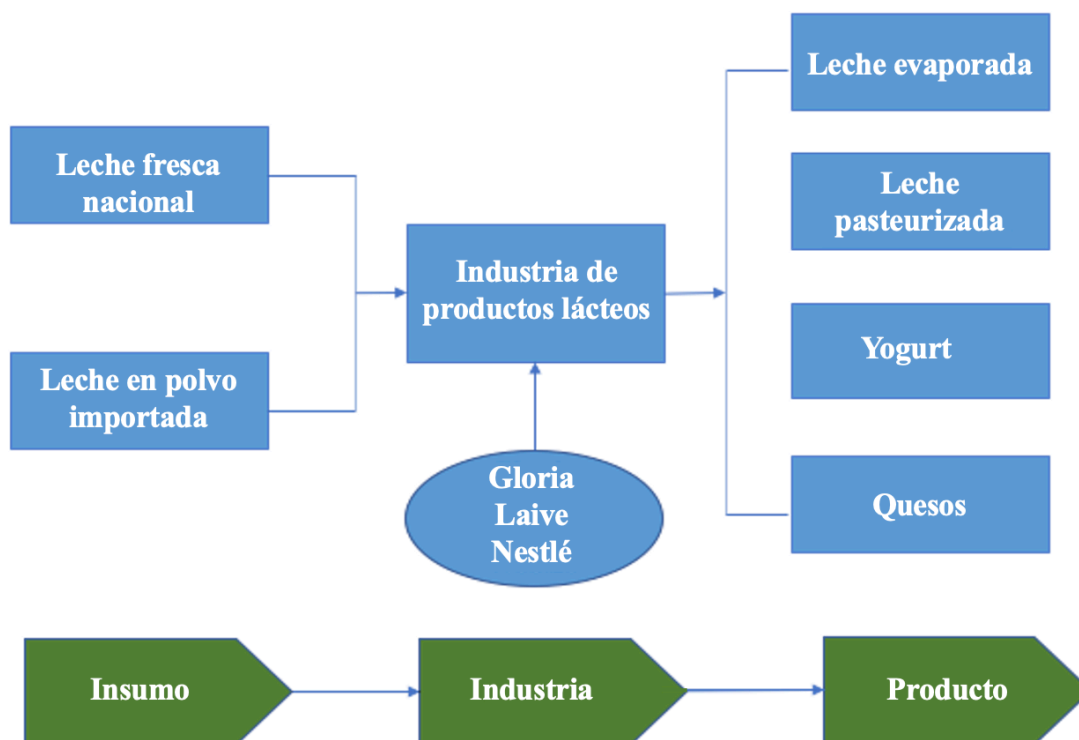 Leche fresca
nacional
Leche en polvo
importada
Industria de
productos lácteos
Gloria
Laive
Nestlé
Leche evaporada
Leche
pasteurizada
Yogurt
Quesos
Insumo
Industria
Producto